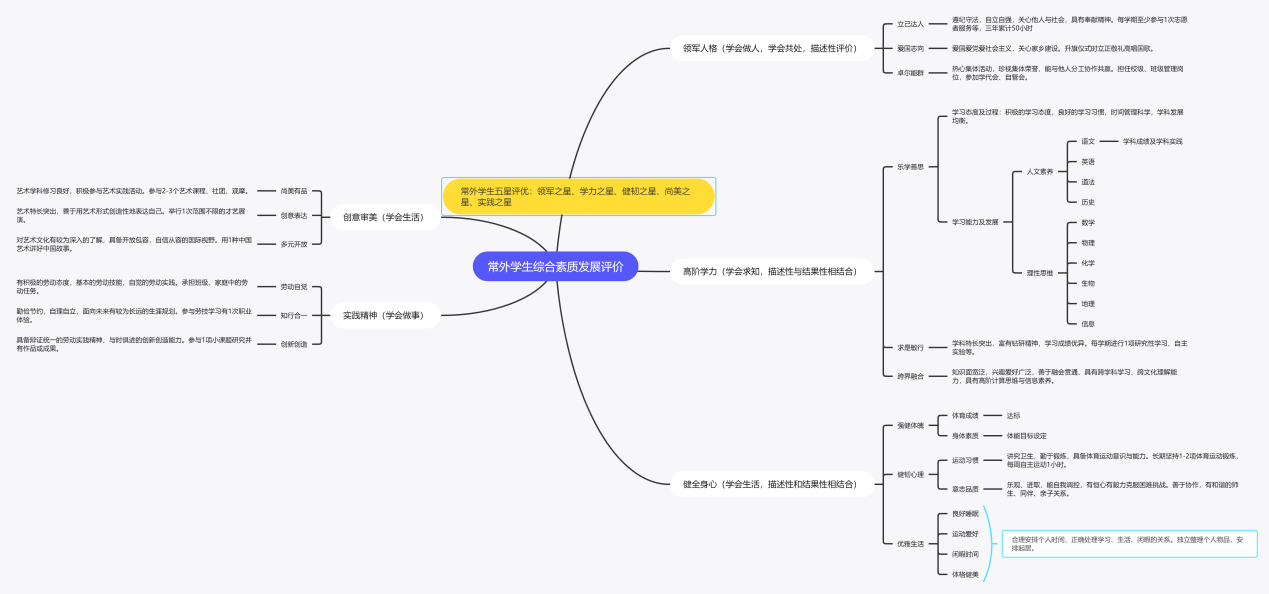 常外学生综合素质发展评价
常外学生五星评优：领军之星、学力之星、健韧之星、尚美之
星、实践之星
领军人格（学会做人，学会共处，描述性评价）
立己达人
遵纪守法，自立自强，关心他人与社会，具有奉献精神。每学期至少参与1次志愿
者服务等，三年累计50小时
爱国志向
爱国爱党爱社会主义，关心家乡建设。升旗仪式时立正敬礼高唱国歌。
卓尔能群
热心集体活动，珍视集体荣誉，能与他人分工协作共赢。担任校级、班级管理岗
位，参加学代会、自管会。
高阶学力（学会求知，描述性与结果性相结合）
乐学善思
学习态度及过程：积极的学习态度，良好的学习习惯，时间管理科学，学科发展
均衡。
学习能力及发展
人文素养
语文
学科成绩及学科实践
英语
道法
历史
理性思维
数学
物理
化学
生物
地理
信息
求是敏行
学科特长突出，富有钻研精神，学习成绩优异。每学期进行1项研究性学习、自主
实验等。
跨界融合
知识面宽泛，兴趣爱好广泛，善于融会贯通，具有跨学科学习、跨文化理解能
力，具有高阶计算思维与信息素养。
健全身心（学会生活，描述性和结果性相结合）
强健体魄
体育成绩
达标
身体素质
体能目标设定
健韧心理
运动习惯
讲究卫生，勤于锻炼，具备体育运动意识与能力。长期坚持1-2项体育运动锻炼，
每周自主运动1小时。
意志品质
乐观、进取，能自我调控，有恒心有毅力克服困难挑战。善于协作，有和谐的师
生、同伴、亲子关系。
优雅生活
良好睡眠
运动爱好
闲暇时间
体格健美
合理安排个人时间，正确处理学习、生活、闲暇的关系。独立整理个人物品、安
排起居。
创意审美（学会生活）
尚美有品
艺术学科修习良好，积极参与艺术实践活动。参与2-3个艺术课程、社团、观摩。
创意表达
艺术特长突出，善于用艺术形式创造性地表达自己。举行1次范围不限的才艺展
演。
多元开放
对艺术文化有较为深入的了解，具备开放包容，自信从容的国际视野。用1种中国
艺术讲好中国故事。
实践精神（学会做事）
劳动自觉
有积极的劳动态度，基本的劳动技能，自觉的劳动实践。承担班级、家庭中的劳
动任务。
知行合一
勤俭节约，自理自立，面向未来有较为长远的生涯规划。参与劳技学习有1次职业
体验。
创新创造
具备辩证统一的劳动实践精神，与时俱进的创新创造能力。参与1项小课题研究并
有作品或成果。